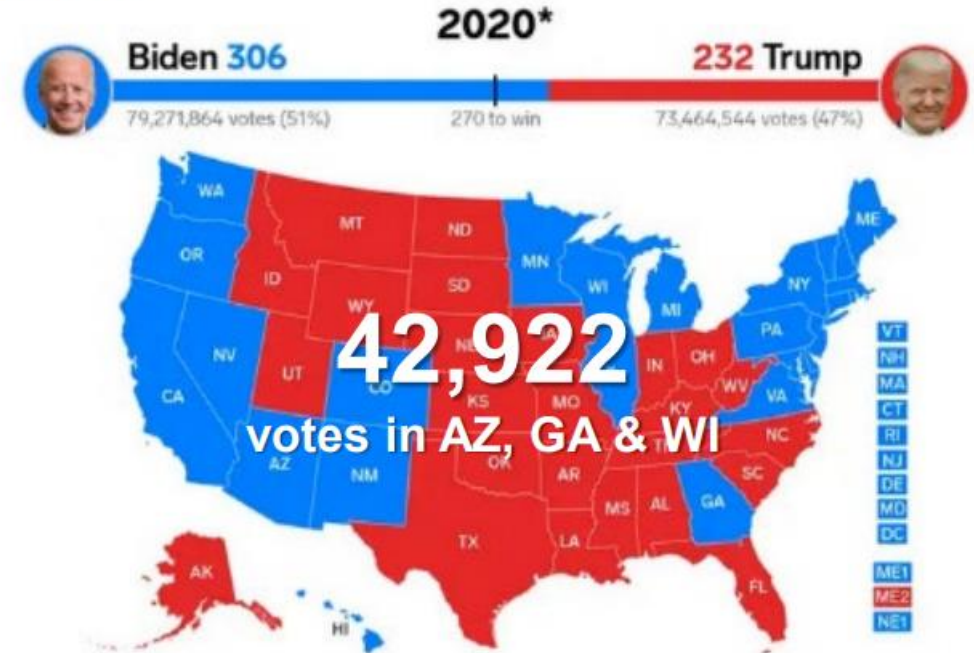 2020*
Biden 306
232 Trump
79,271,864 votes (51%)
270 to win
73,464,544 votes (47%)
WA
ME
MT
ND
OR
MN
ID
SD
WI
NY
WY
MI
PA
42,922
VT
NV
NE
IA
NH
UT
CO
IN
OH
MA
CA
WV
VA
CT
KS
MO
KY
RI
votes in AZ, GA & WI
NC
NJ
AZ
NM
OK
AR
SC
DE
MS
AL
GA
MD
DC
TX
LA
AK
FL
ME1
ME2
HI
NE1